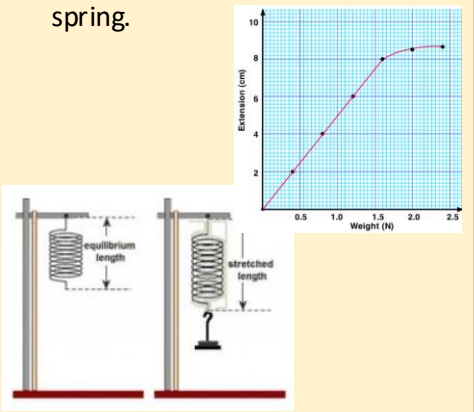 spring.
10
8
6
4
2
Extension (cm)
0.5 1.0 1.5 2.0 2.5
Weight (N)
equilibrium
length
stretched
length
?